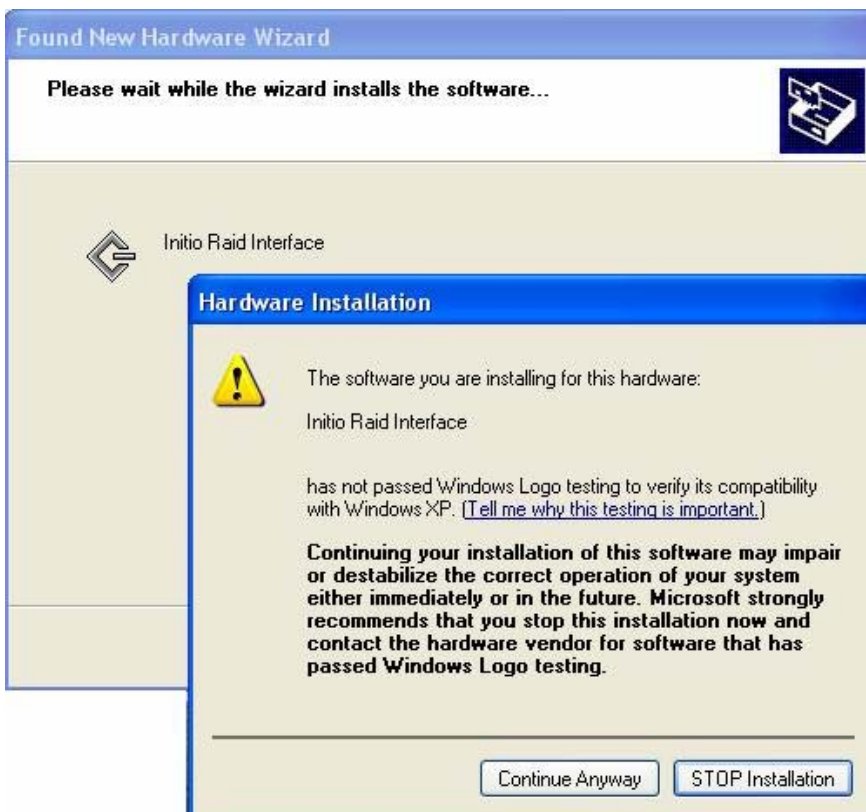 Found New Hardware Wizard
Please wait while the wizard installs the software...
Initio Raid Interface
Hardware Installation
The software you are installing for this hardware:
Initio Raid Interface
has not passed Windows Logo testing to verify its compatibility
with Windows XP. (Tell me why this testing is important.)
Continuing your installation of this software may impair
or destabilize the correct operation of your system
either immediately or in the future. Microsoft strongly
recommends that you stop this installation now and
contact the hardware vendor for software that has
passed Windows Logo testing.
Continue Anyway
STOP Installation